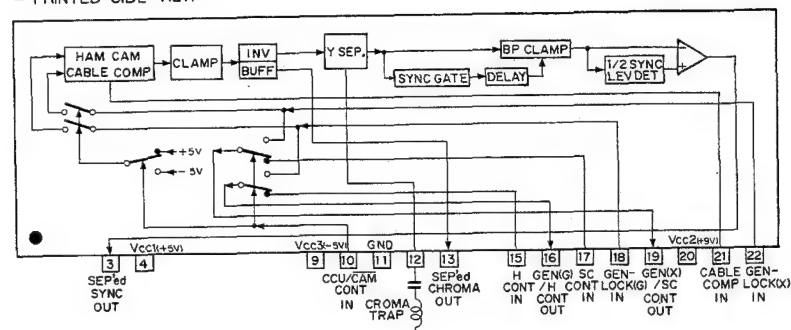 - PRINTED SIDE VIEW -
HAM CAM
CABLE COMP
CLAMP
INV
BUFF
Y SEP.
SYNC GATE
DELAY
BP CLAMP
1/2 SYNC
LEV DET
-
+
+5V
-5V
Vcc1(+5V)
Vcc3(-5V)
GND
Vcc2(+9V)
3
4
9
10
11
12
13
15
16
17
18
19
20
21
22
SEP'ed
SYNC
OUT
CCU/CAM
CONT
IN
CROMA
TRAP
SEP'ed
CHROMA
OUT
H
CONT
IN
GEN(G)
/H
CONT
OUT
SC
CONT
IN
GEN-
LOCK(G)
IN
GEN(X)
/SC
CONT
OUT
CABLE
COMP
IN
GEN-
LOCK(X)
IN